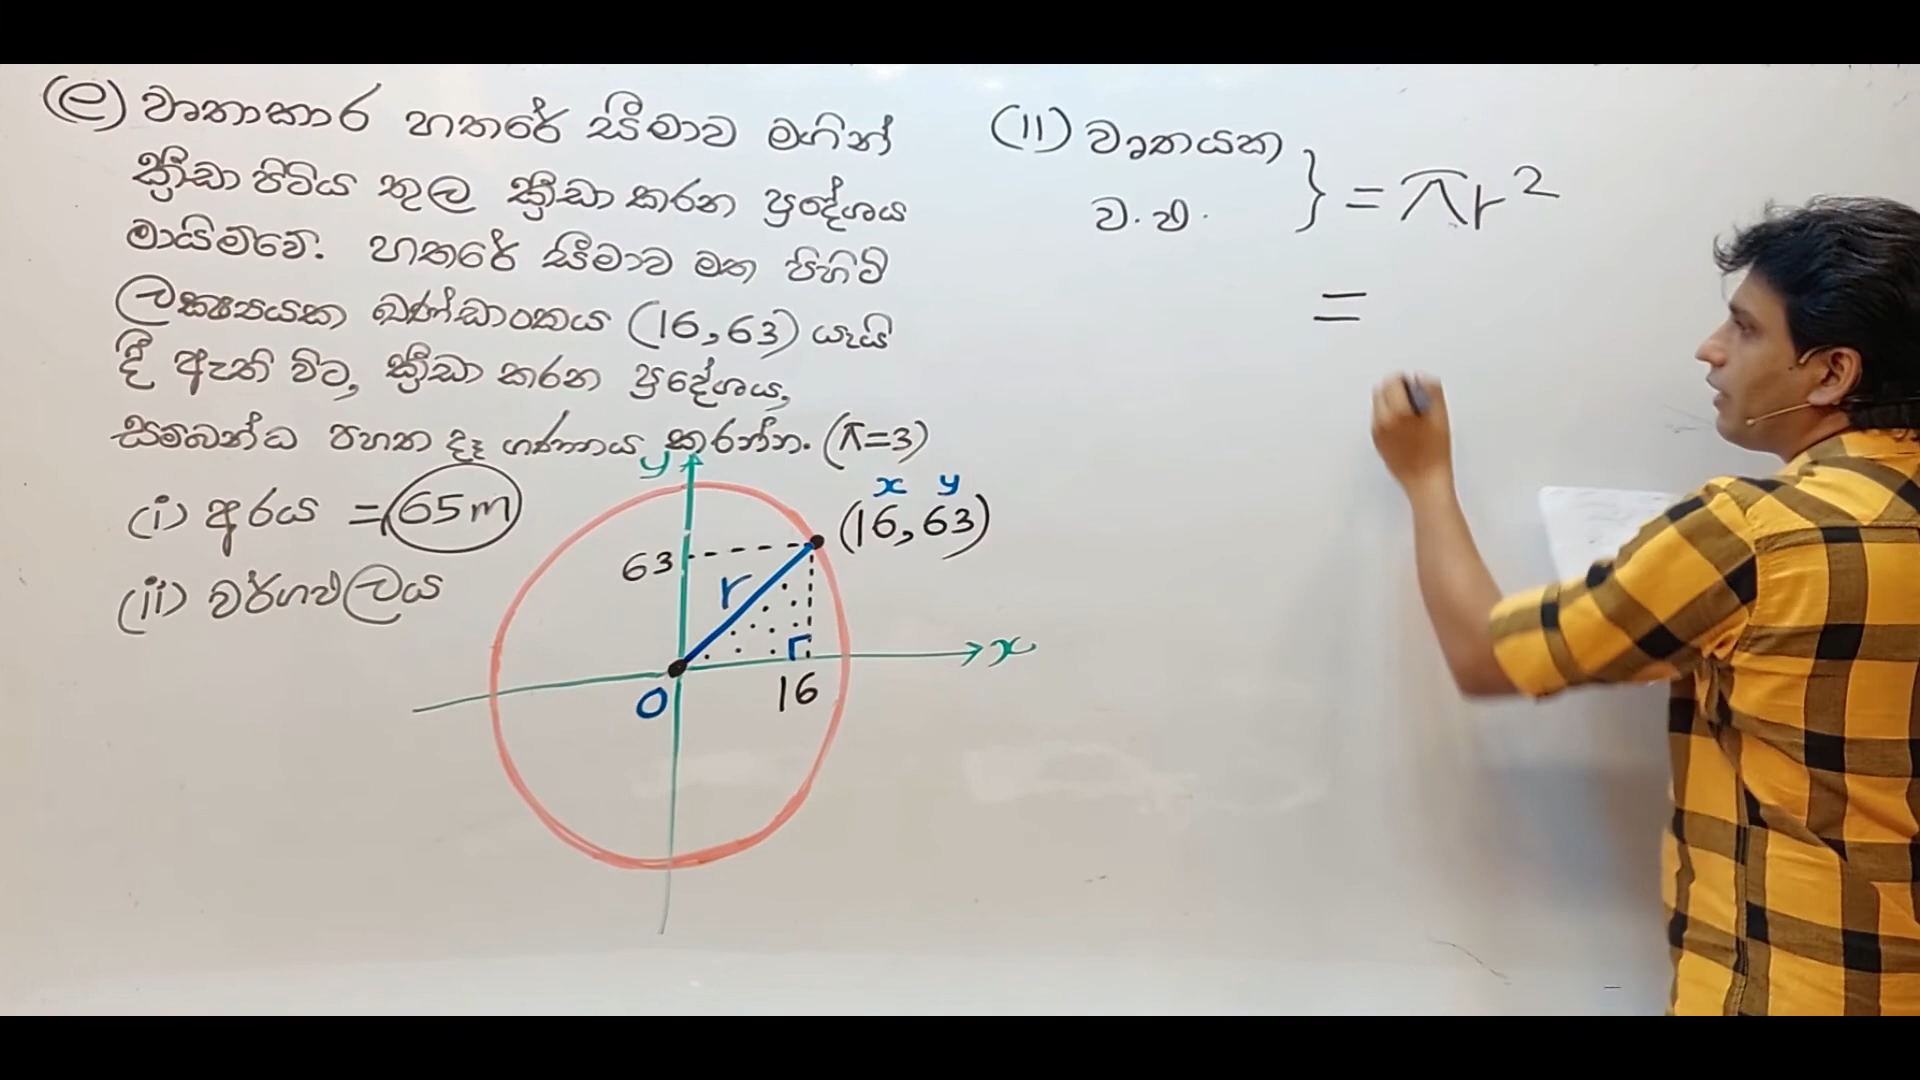 (උ) වෘතාකාර හතරේ සීමාව මගින්
ක්‍රීඩා පිටිය තුල ක්‍රීඩා කරන ප්‍රදේශය
මායිම්වේ. හතරේ සීමාව මත පිහිටි
ලක්ෂ්‍යයක ඛණ්ඩාංකය (16,63) යැයි
දී ඇති විට, ක්‍රීඩා කරන ප්‍රදේශය,
සම්බන්ධ පහත දෑ ගණනය කරන්න. (π=3)
(i) අරය = 65m
(ii) වර්ගඵලය
y
x y
(16,63)
63
r
x
0
16
(11) වෘතයක
ව.ඵ.
} = πr²
=